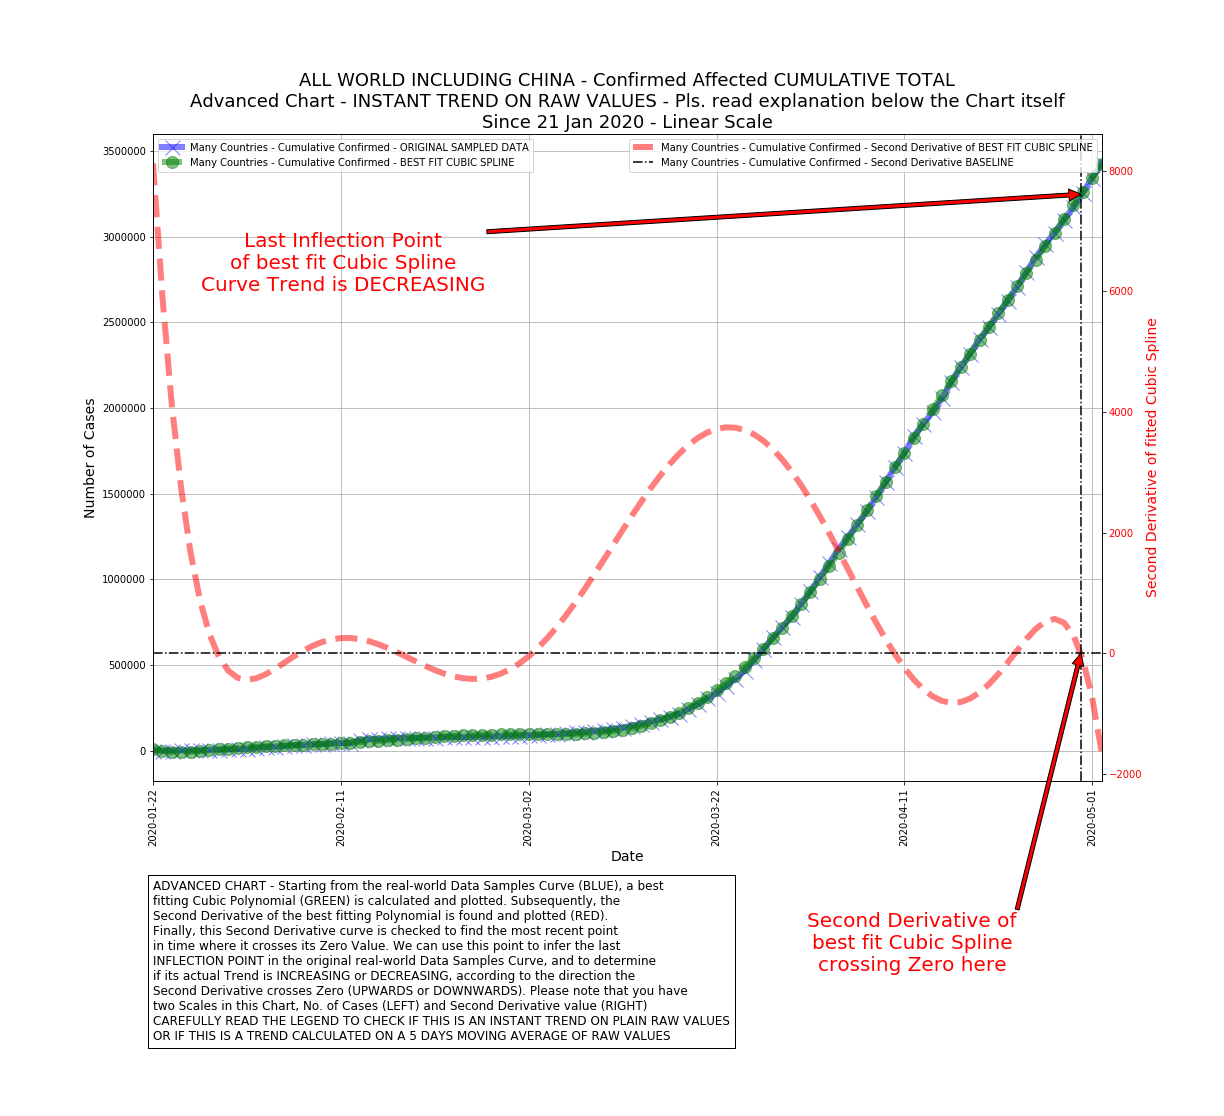 ALL WORLD INCLUDING CHINA - Confirmed Affected CUMULATIVE TOTAL
Advanced Chart - INSTANT TREND ON RAW VALUES - Pls. read explanation below the Chart itself
Since 21 Jan 2020 - Linear Scale
Many Countries - Cumulative Confirmed - ORIGINAL SAMPLED DATA
Many Countries - Cumulative Confirmed - BEST FIT CUBIC SPLINE
Many Countries - Cumulative Confirmed - Second Derivative of BEST FIT CUBIC SPLINE
Many Countries - Cumulative Confirmed - Second Derivative BASELINE
Last Inflection Point
of best fit Cubic Spline
Curve Trend is DECREASING
Number of Cases
3500000
3000000
2500000
2000000
1500000
1000000
500000
0
8000
6000
4000
2000
0
−2000
Second Derivative of fitted Cubic Spline
2020-01-22
2020-02-11
2020-03-02
2020-03-22
2020-04-11
2020-05-01
Date
ADVANCED CHART - Starting from the real-world Data Samples Curve (BLUE), a best
fitting Cubic Polynomial (GREEN) is calculated and plotted. Subsequently, the
Second Derivative of the best fitting Polynomial is found and plotted (RED).
Finally, this Second Derivative curve is checked to find the most recent point
in time where it crosses its Zero Value. We can use this point to infer the last
INFLECTION POINT in the original real-world Data Samples Curve, and to determine
if its actual Trend is INCREASING or DECREASING, according to the direction the
Second Derivative crosses Zero (UPWARDS or DOWNWARDS). Please note that you have
two Scales in this Chart, No. of Cases (LEFT) and Second Derivative value (RIGHT)
CAREFULLY READ THE LEGEND TO CHECK IF THIS IS AN INSTANT TREND ON PLAIN RAW VALUES
OR IF THIS IS A TREND CALCULATED ON A 5 DAYS MOVING AVERAGE OF RAW VALUES
Second Derivative of
best fit Cubic Spline
crossing Zero here